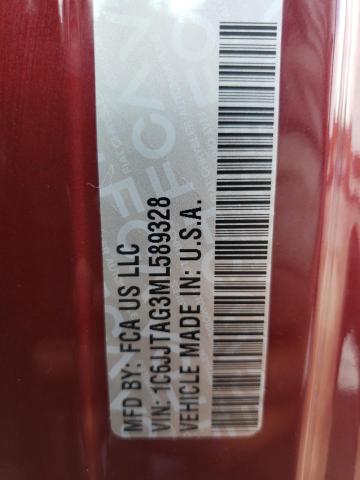 MFD BY: FCA US LLC
VIN: 1C6JJTAG3ML589328
VEHICLE MADE IN: U.S.A.